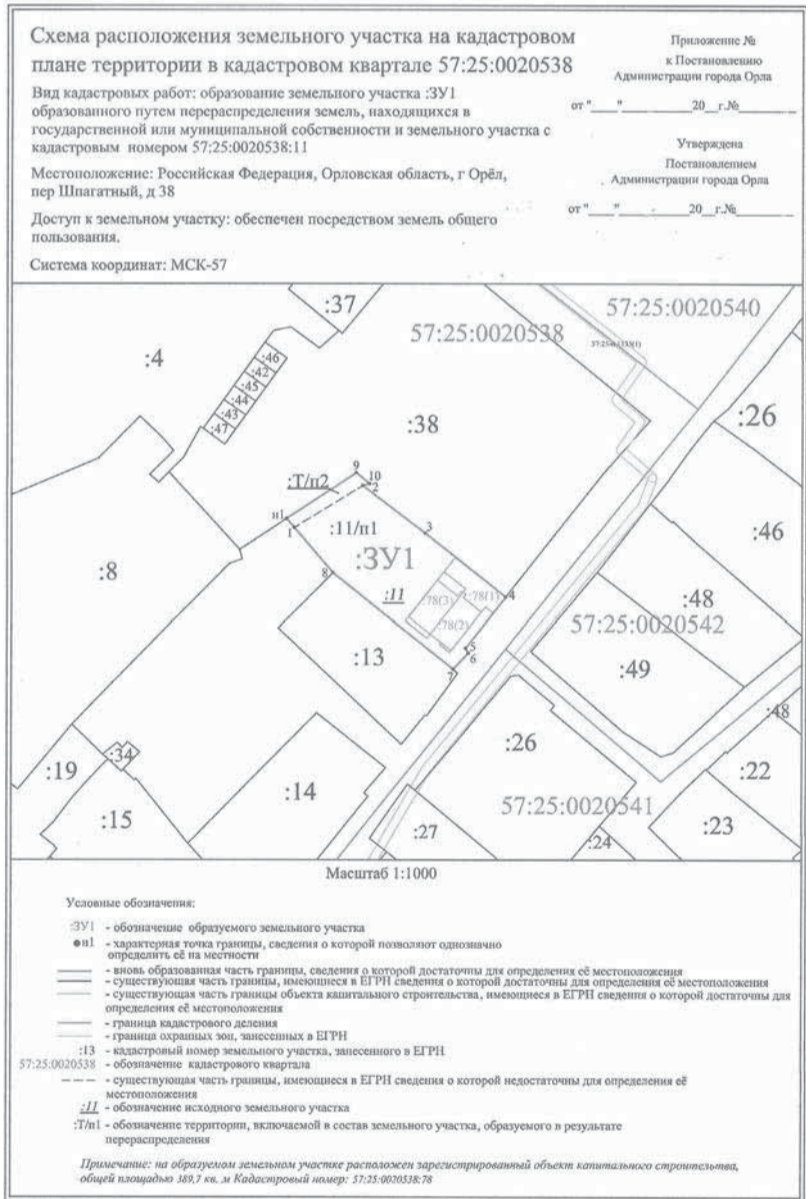 Схема расположения земельного участка на кадастровом
плане территории в кадастровом квартале 57:25:0020538
Вид кадастровых работ: образование земельного участка :ЗУ1
образованного путем перераспределения земель, находящихся в
государственной или муниципальной собственности и земельного участка с
кадастровым номером 57:25:0020538:11
Местоположение: Российская Федерация, Орловская область, г Орёл,
пер Шпагатный, д 38
Доступ к земельному участку: обеспечен посредством земель общего
пользования.
Система координат: МСК-57
Приложение №
к Постановлению
Администрации города Орла
от "___"________20__г.№________
Утверждена
Постановлением
Администрации города Орла
от "___"________20__г.№________
:37
57:25:0020538
57:25:0020540
:4
:46
:42
:45
:44
:43
:47
:38
:26
9
10
:Т/п2
2
н1
1
:11/п1
3
:46
:ЗУ1
:8
8
:11
:78(3)
:78(1)
4
:48
:78(2)
57:25:0020542
:13
5
6
7
:49
:48
:26
:34
:19
:22
:14
:15
57:25:0020541
:27
:24
:23
Масштаб 1:1000
Условные обозначения:
:ЗУ1 - обозначение образуемого земельного участка
●н1 - характерная точка границы, сведения о которой позволяют однозначно
определить её на местности
- вновь образованная часть границы, сведения о которой достаточны для определения её местоположения
- существующая часть границы, имеющиеся в ЕГРН сведения о которой достаточны для определения её местоположения
- существующая часть границы объекта капитального строительства, имеющиеся в ЕГРН сведения о которой достаточны для
определения её местоположения
- граница кадастрового деления
- граница охранных зон, занесенных в ЕГРН
:13 - кадастровый номер земельного участка, занесенного в ЕГРН
57:25:0020538 - обозначение кадастрового квартала
- существующая часть границы, имеющиеся в ЕГРН сведения о которой недостаточны для определения её
местоположения
:11 - обозначение исходного земельного участка
:Т/п1 - обозначение территории, включаемой в состав земельного участка, образуемого в результате
перераспределения
Примечание: на образуемом земельном участке расположен зарегистрированный объект капитального строительства,
общей площадью 389,7 кв. м Кадастровый номер: 57:25:0020538:78